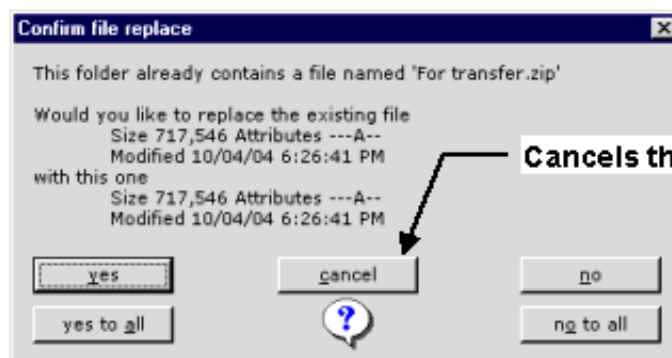 Confirm file replace
This folder already contains a file named 'For transfer.zip'
Would you like to replace the existing file
Size 717,546 Attributes ---A--
Modified 10/04/04 6:26:41 PM
with this one
Size 717,546 Attributes ---A--
Modified 10/04/04 6:26:41 PM
Cancels th
yes cancel no
yes to all ? no to all